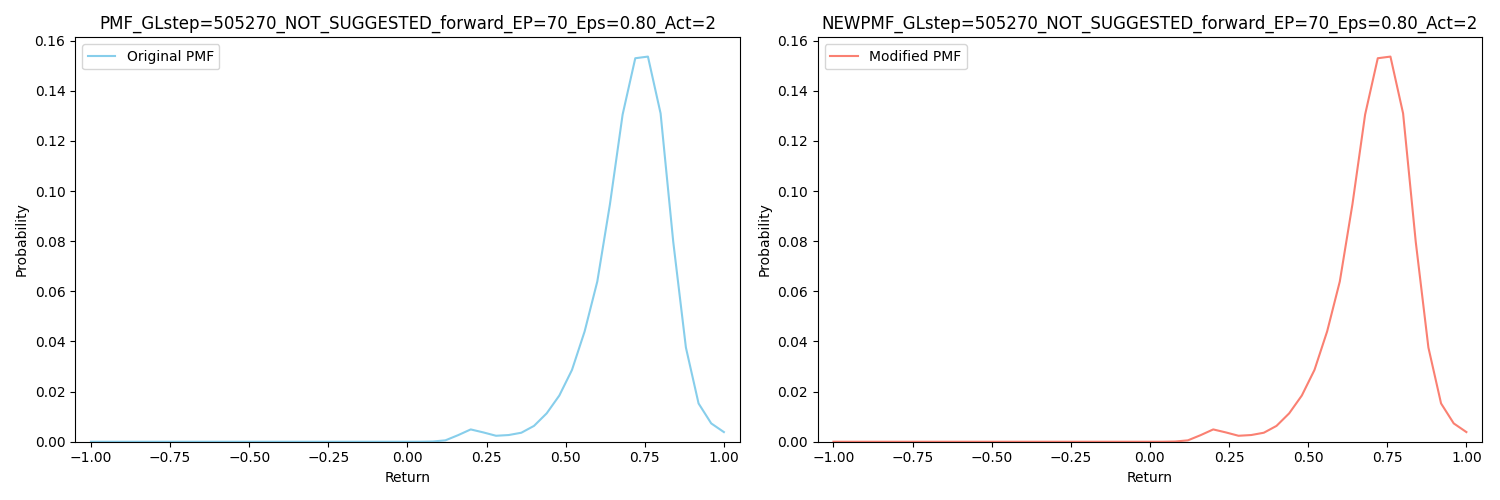 PMF_GLstep=505270_NOT_SUGGESTED_forward_EP=70_Eps=0.80_Act=2
Original PMF
Probability
0.16
0.14
0.12
0.10
0.08
0.06
0.04
0.02
0.00
−1.00 −0.75 −0.50 −0.25 0.00 0.25 0.50 0.75 1.00
Return
NEWPMF_GLstep=505270_NOT_SUGGESTED_forward_EP=70_Eps=0.80_Act=2
Modified PMF
Probability
0.16
0.14
0.12
0.10
0.08
0.06
0.04
0.02
0.00
−1.00 −0.75 −0.50 −0.25 0.00 0.25 0.50 0.75 1.00
Return